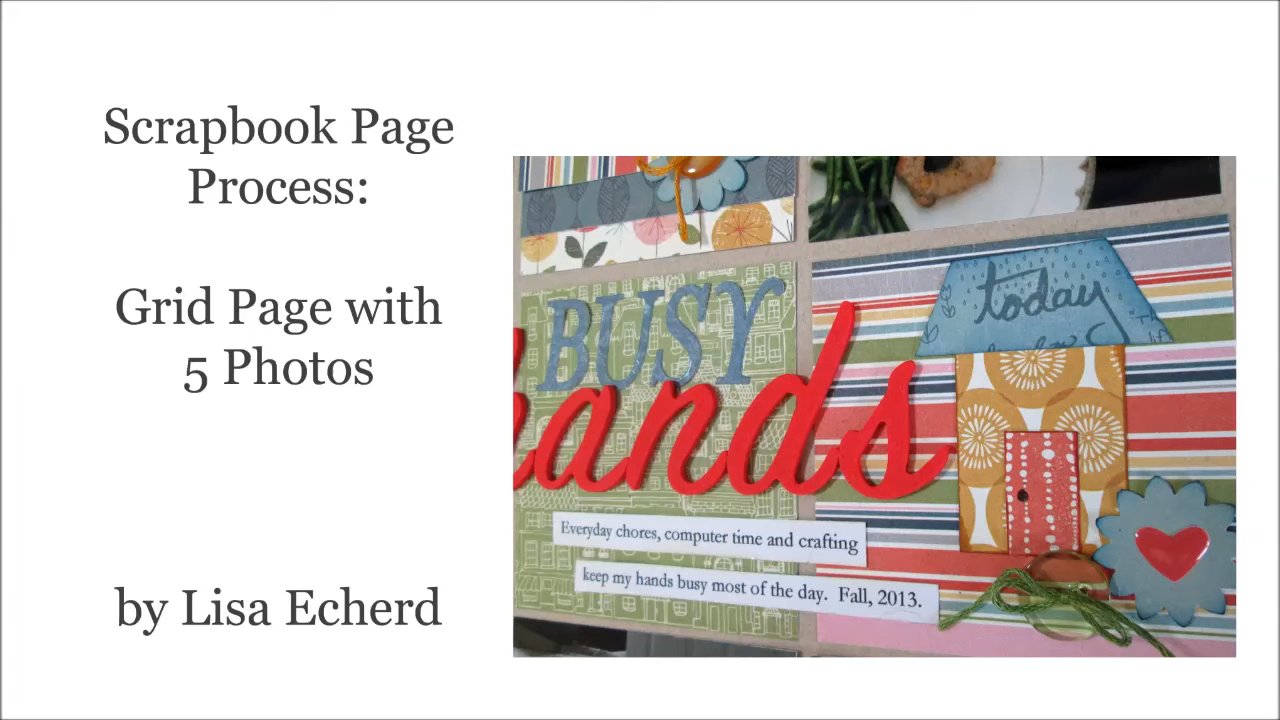 Scrapbook Page
Process:
Grid Page with
5 Photos
by Lisa Echerd
BUSY
hands
today
Everyday chores, computer time and crafting
keep my hands busy most of the day. Fall, 2013.